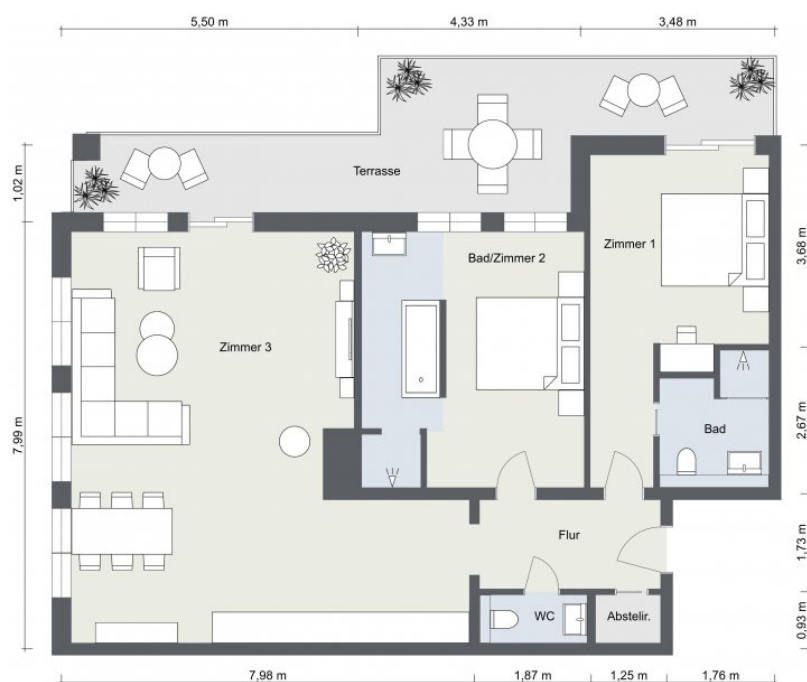 5,50 m
4,33 m
3,48 m
1,02 m
Terrasse
Zimmer 1
3,68 m
Bad/Zimmer 2
Zimmer 3
7,99 m
2,67 m
Bad
Flur
1,73 m
WC
Abstelir.
0,93 m
7,98 m
1,87 m
1,25 m
1,76 m